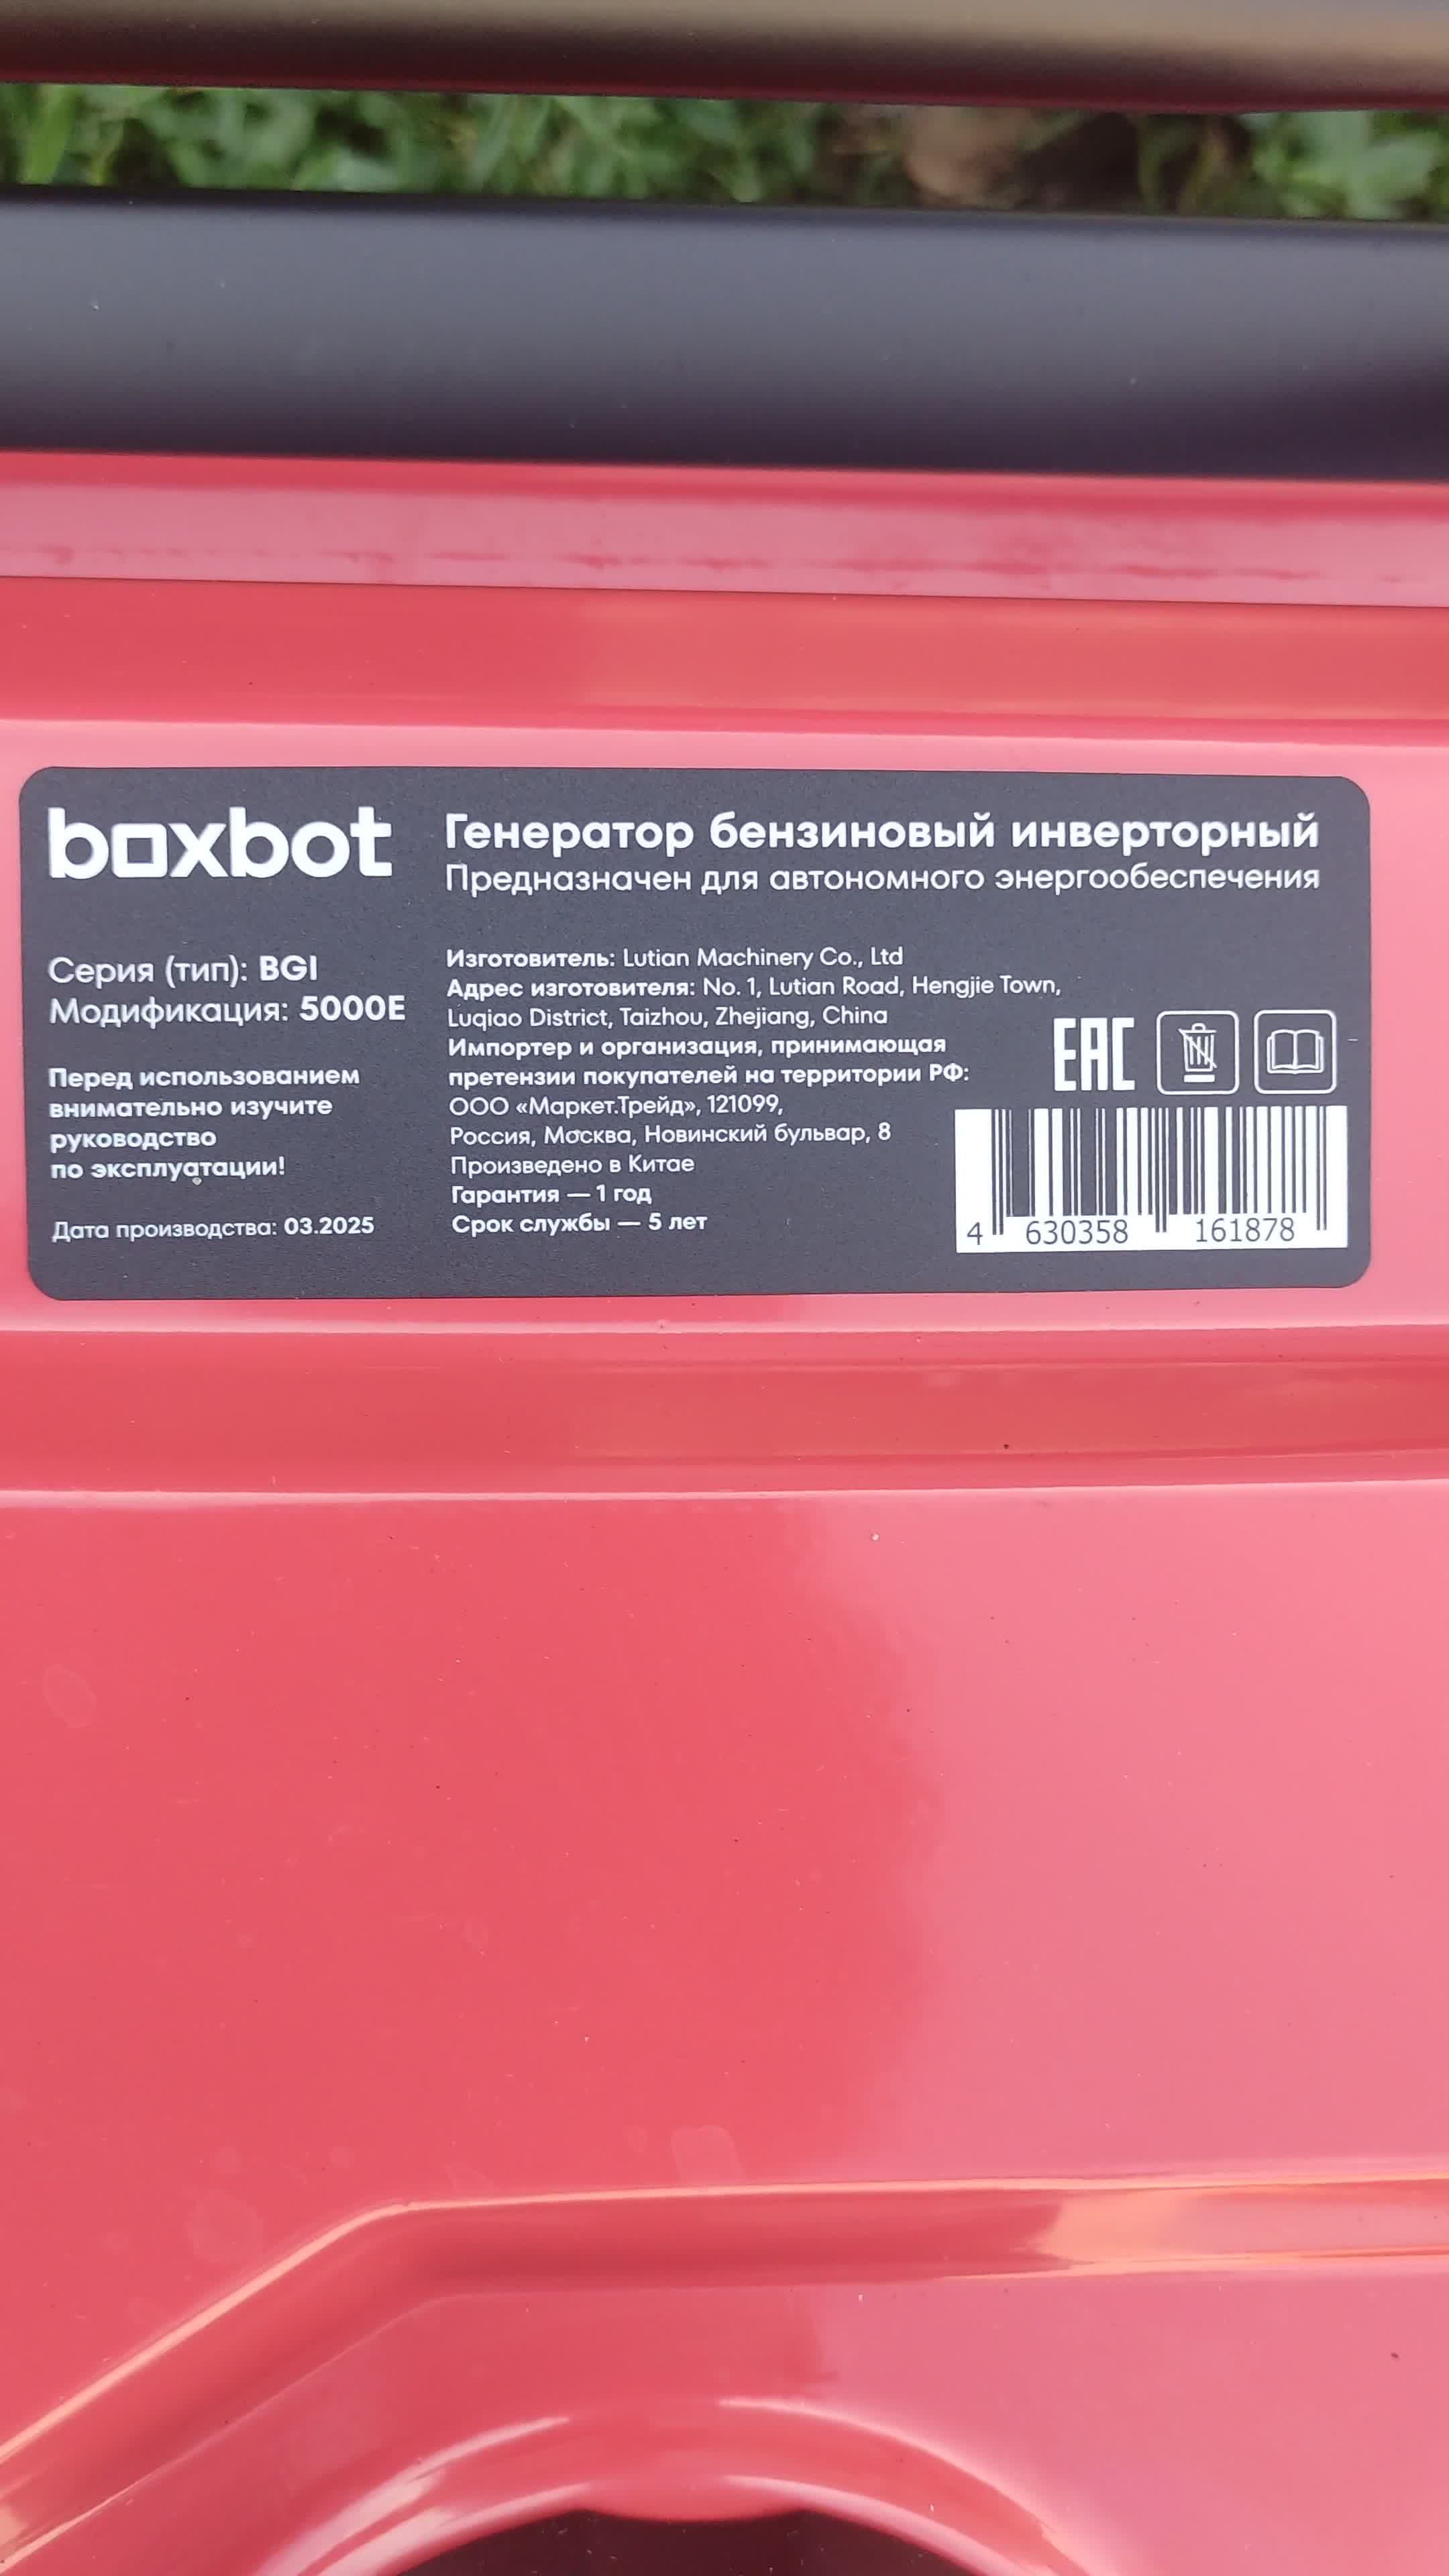 boxbot
Генератор бензиновый инверторный
Предназначен для автономного энергообеспечения
Серия (тип): BGI
Модификация: 5000E
Перед использованием
внимательно изучите
руководство
по эксплуатации!
Дата производства: 03.2025
Изготовитель: Lutian Machinery Co., Ltd
Адрес изготовителя: No. 1, Lutian Road, Hengjie Town,
Luqiao District, Taizhou, Zhejiang, China
Импортер и организация, принимающая
претензии покупателей на территории РФ:
ООО «Маркет.Трейд», 121099,
Россия, Москва, Новинский бульвар, 8
Произведено в Китае
Гарантия — 1 год
Срок службы — 5 лет
EAC
4 630358 161878